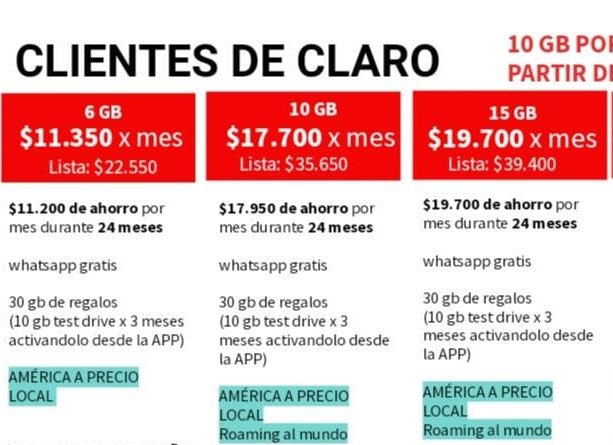 CLIENTES DE CLARO
10 GB
PARTIR
6 GB
$11.350 x mes
Lista: $22.550
$11.200 de ahorro por
mes durante 24 meses
whatsapp gratis
30 gb de regalos
(10 gb test drive x 3 meses
activandolo desde la APP)
AMÉRICA A PRECIO
LOCAL
10 GB
$17.700 x mes
Lista: $35.650
$17.950 de ahorro por
mes durante 24 meses
whatsapp gratis
30 gb de regalos
(10 gb test drive x 3
meses activandolo desde
la APP)
AMÉRICA A PRECIO
LOCAL
Roaming al mundo
15 GB
$19.700 x mes
Lista: $39.400
$19.700 de ahorro por
mes durante 24 meses
whatsapp gratis
30 gb de regalos
(10 gb test drive x 3
meses activandolo desde
la APP)
AMÉRICA A PRECIO
LOCAL
Roaming al mundo